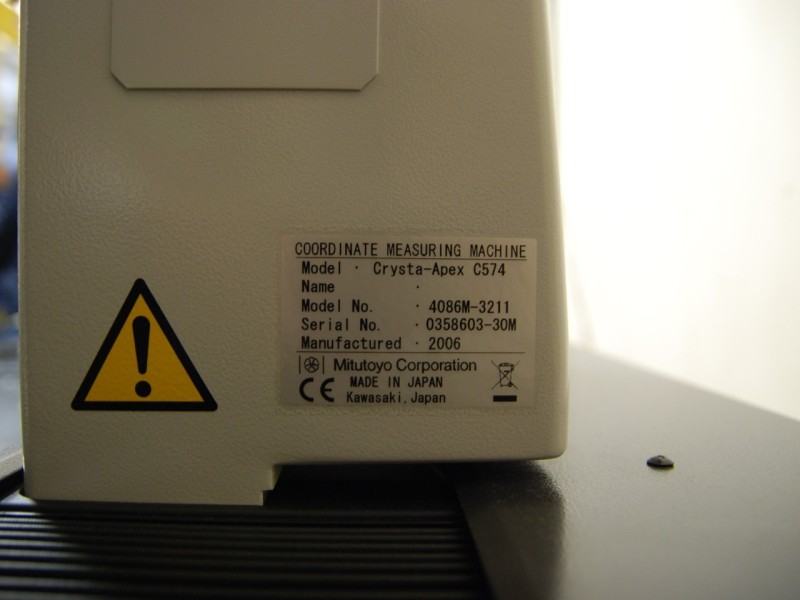 COORDINATE MEASURING MACHINE
Model · Crysta-Apex C574
Name ·
Model No. · 4086M-3211
Serial No. · 0358603-30M
Manufactured · 2006
Mitutoyo Corporation
CE MADE IN JAPAN
Kawasaki, Japan